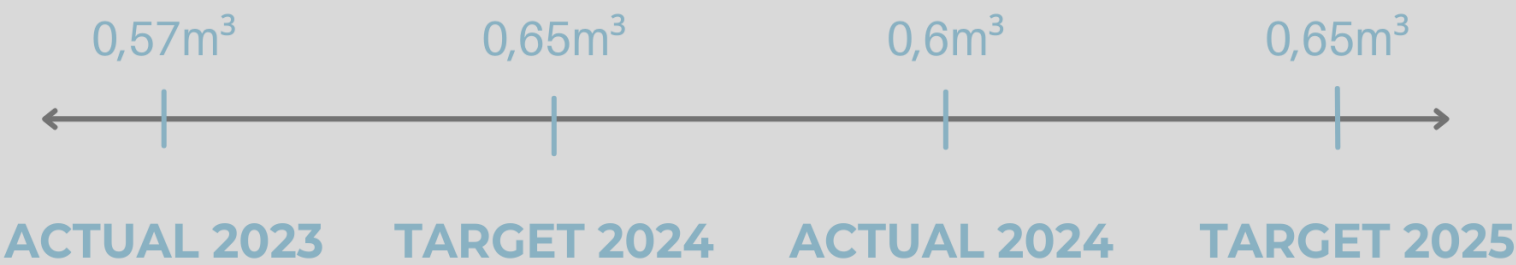 0,57m³ 0,65m³ 0,6m³ 0,65m³
ACTUAL 2023 TARGET 2024 ACTUAL 2024 TARGET 2025